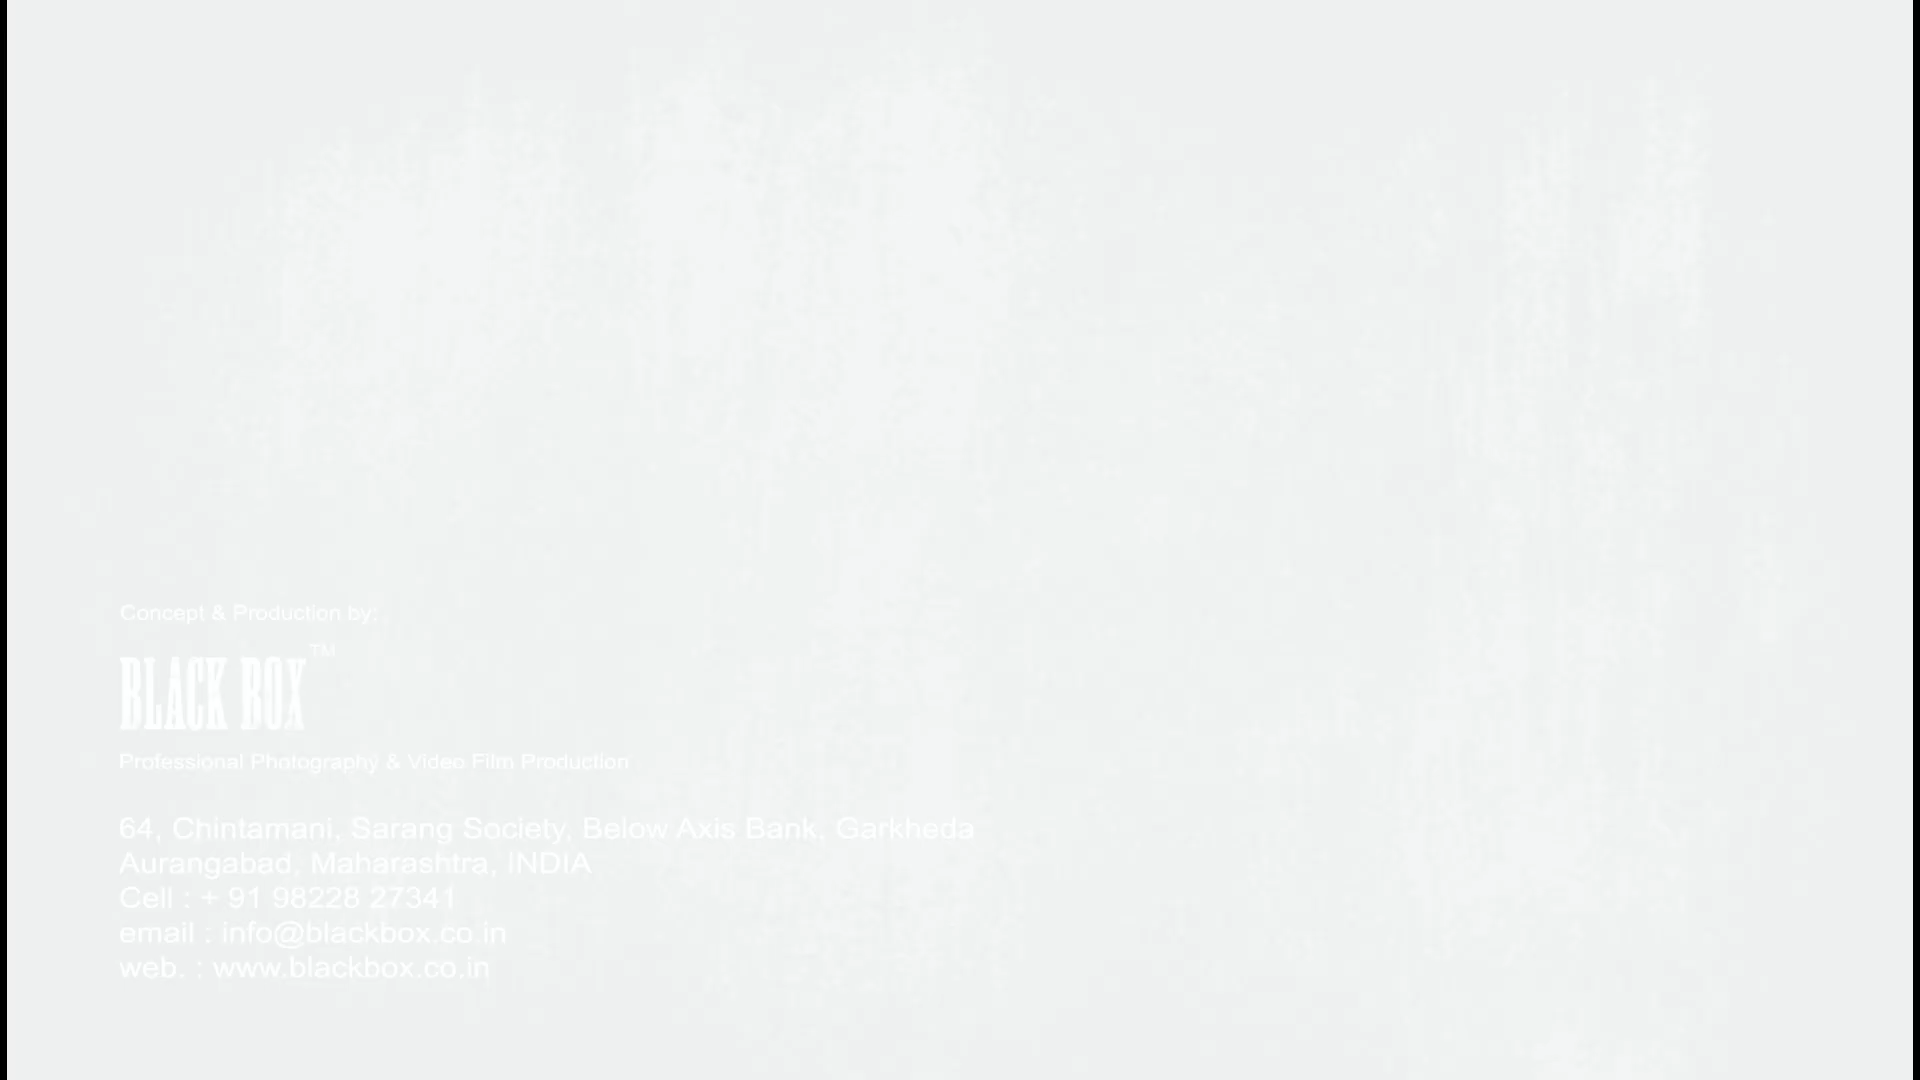 Concept & Production by:
BLACK BOX™
Professional Photography & Video Film Production
64, Chintamani, Sarang Society, Below Axis Bank, Garkheda
Aurangabad, Maharashtra, INDIA
Cell : + 91 98228 27341
email : info@blackbox.co.in
web. : www.blackbox.co.in